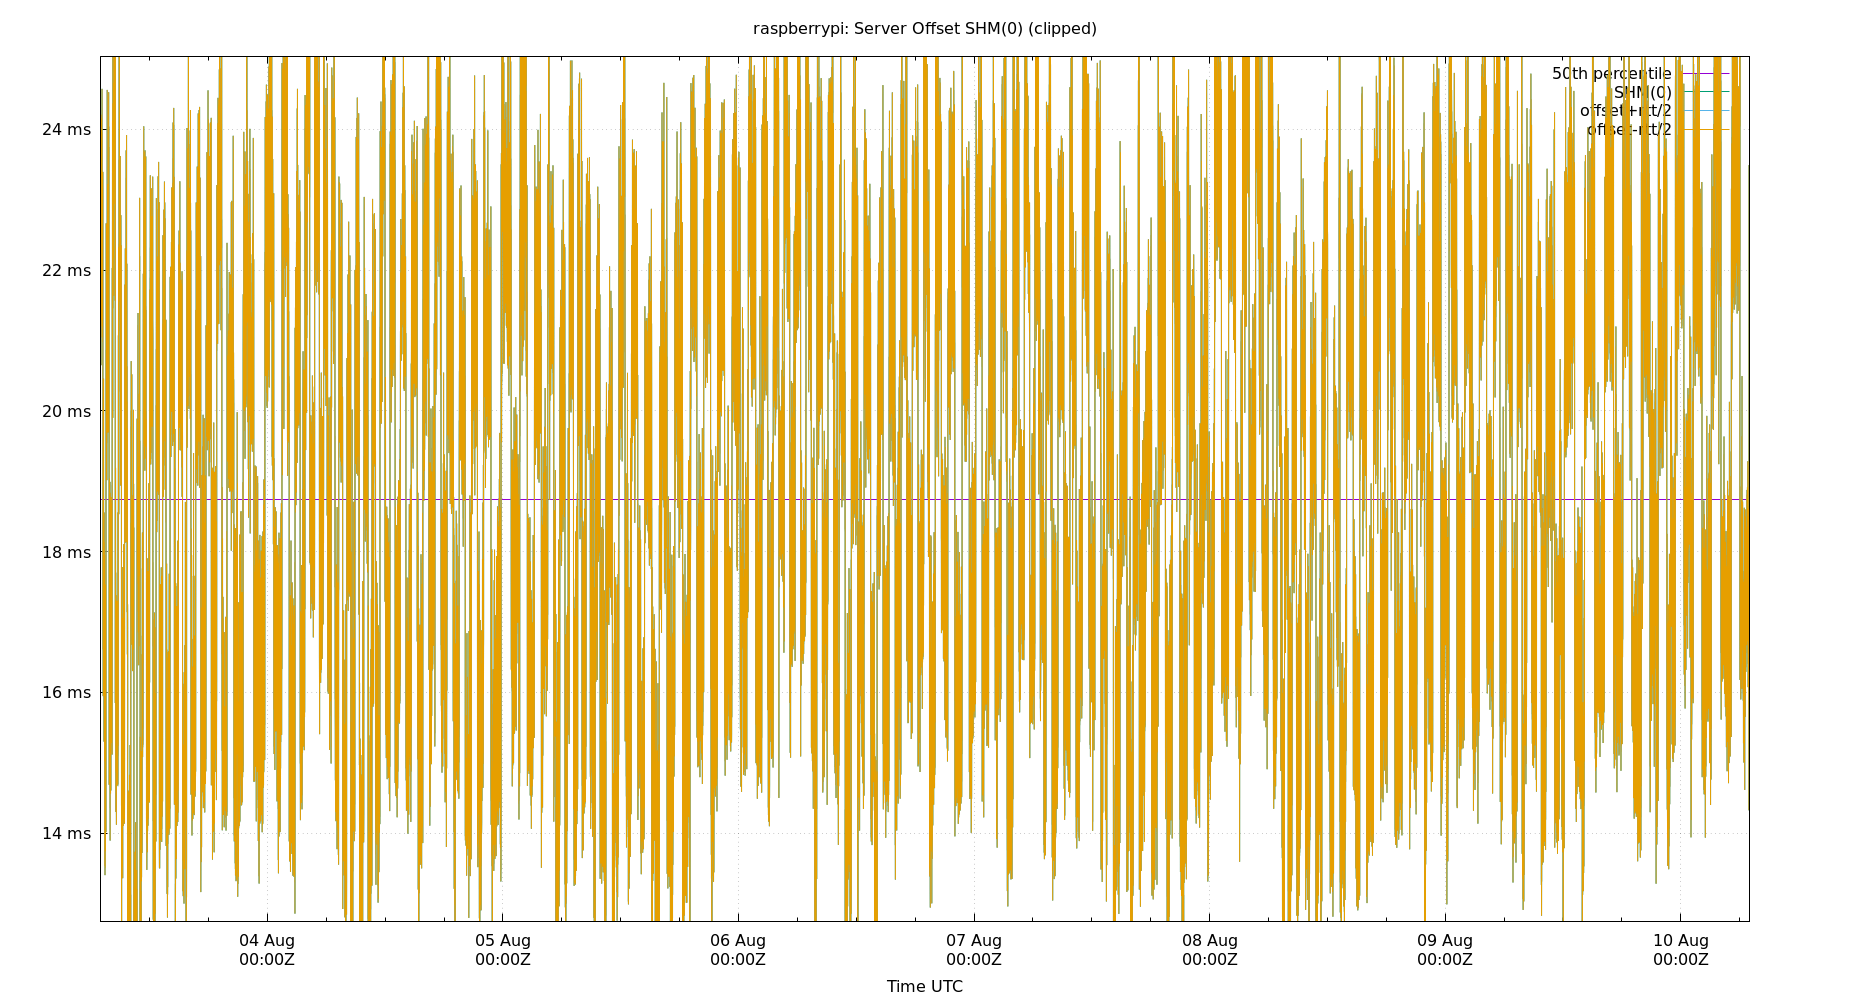 raspberrypi: Server Offset SHM(0) (clipped)
50th percentile
SHM(0)
offset+rtt/2
offset-rtt/2
24 ms
22 ms
20 ms
18 ms
16 ms
14 ms
04 Aug 05 Aug 06 Aug 07 Aug 08 Aug 09 Aug 10 Aug
00:00Z 00:00Z 00:00Z 00:00Z 00:00Z 00:00Z 00:00Z
Time UTC